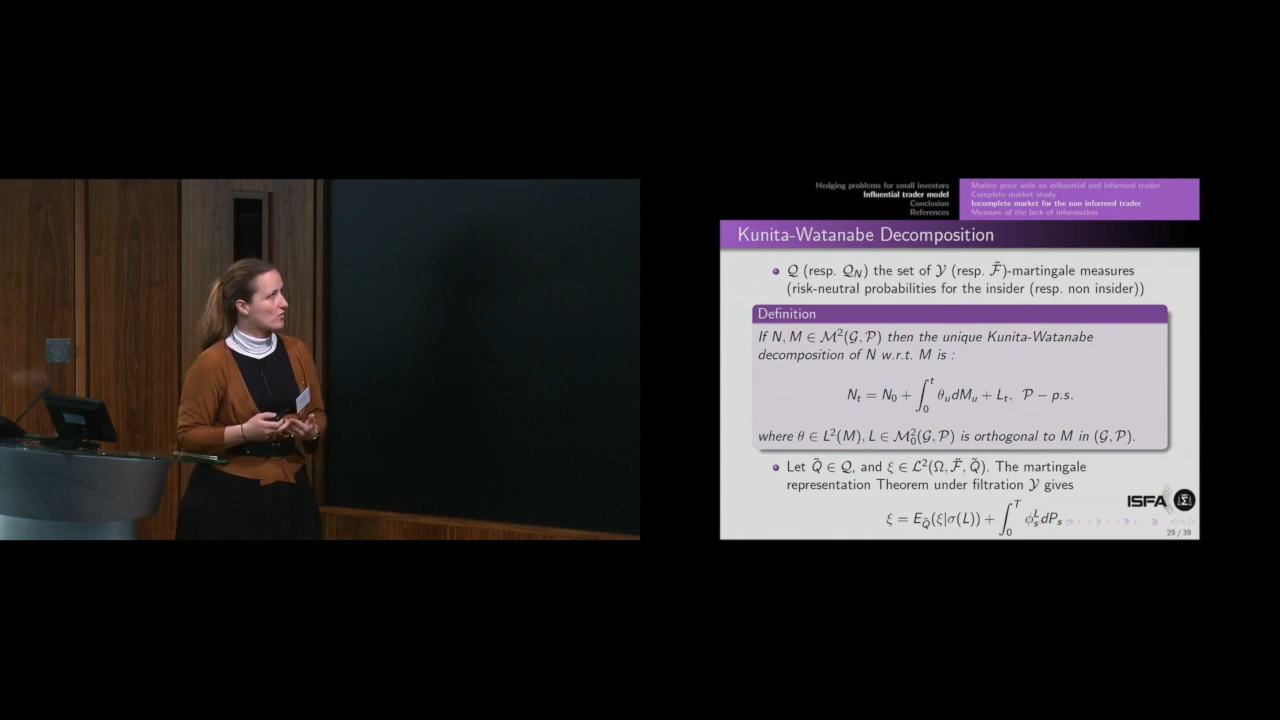 Hedging problems for small investors
Influential trader model
Conclusion
References
Market price with an influential and informed trader
Complete market study
Incomplete market for the non informed trader
Measure of the lack of information
Kunita-Watanabe Decomposition
𝒬 (resp. 𝒬_N) the set of 𝒴 (resp. ℱ̃)-martingale measures
(risk-neutral probabilities for the insider (resp. non insider))
Definition
If N, M ∈ ℳ²(𝒢, 𝒫) then the unique Kunita-Watanabe
decomposition of N w.r.t. M is :
N_t = N_0 + ∫_0^t θ_u dM_u + L_t, 𝒫 − p.s.
where θ ∈ L²(M), L ∈ ℳ²_0(𝒢, 𝒫) is orthogonal to M in (𝒢, 𝒫).
Let Q̃ ∈ 𝒬, and ξ ∈ ℒ²(Ω, ℱ̃, Q̃). The martingale
representation Theorem under filtration 𝒴 gives
ξ = E_Q̃(ξ|σ(L)) + ∫_0^T ϕ_s^L dP_s
ISFA
29 / 39